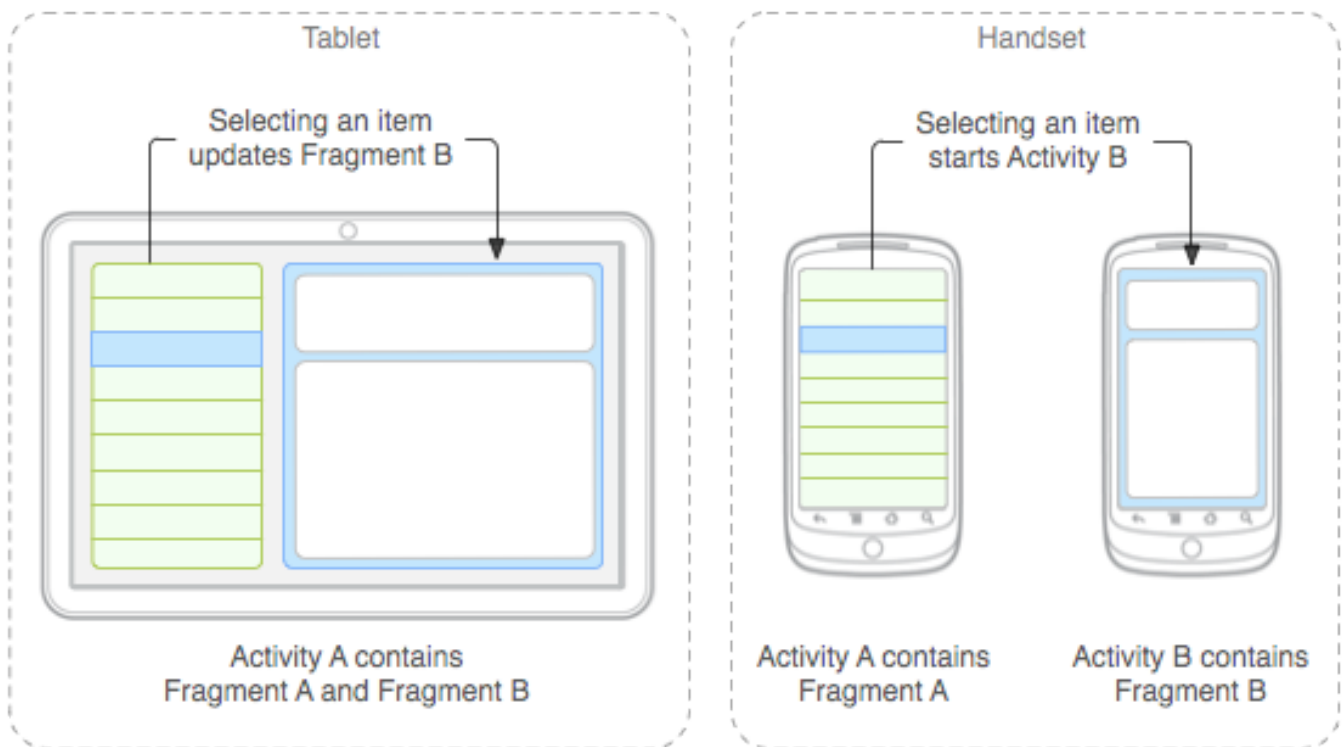 Tablet
Selecting an item
updates Fragment B
Activity A contains
Fragment A and Fragment B
Handset
Selecting an item
starts Activity B
Activity A contains
Fragment A
Activity B contains
Fragment B